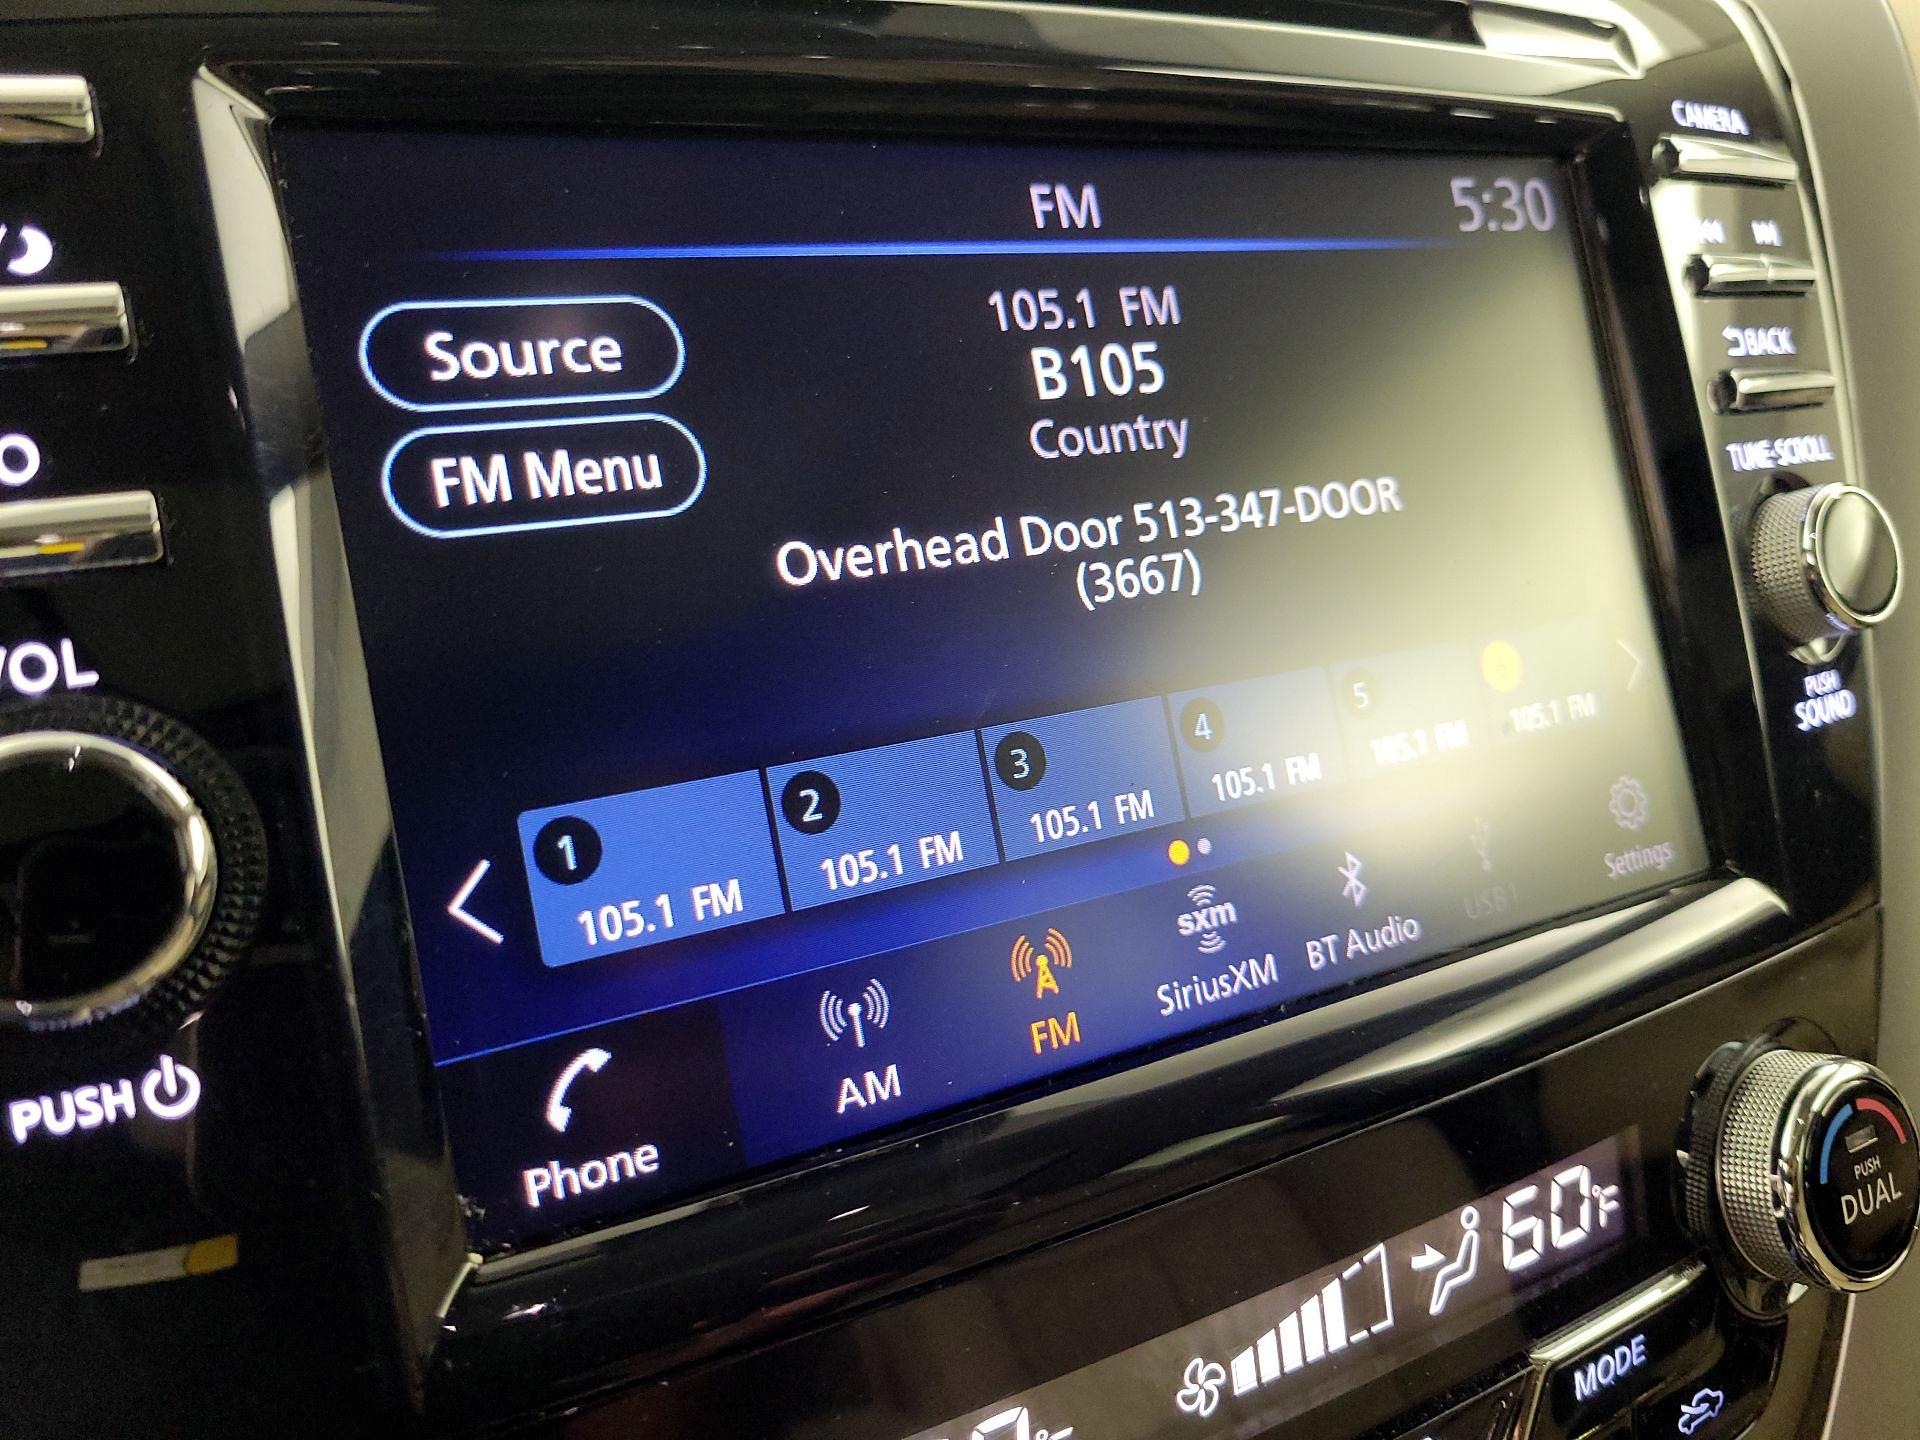 CAMERA
FM
5:30
105.1 FM
B105
Country
Source
FM Menu
BACK
TUNE-SCROLL
Overhead Door 513-347-DOOR
(3667)
VOL
PUSH
SOUND
1
105.1 FM
2
105.1 FM
3
105.1 FM
4
105.1 FM
5
105.1 FM
105.1 FM
Phone
AM
FM
sxm
SiriusXM
BT Audio
USB1
Settings
PUSH
60°F
PUSH
DUAL
MODE